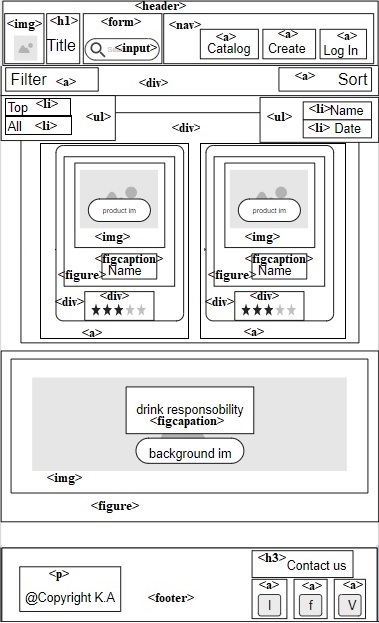 <header>
<img> <h1> <form> <nav>
Title <input> <a> <a> <a>
Catalog Create Log In
Filter <a> <div> <a> Sort
Top <li> <ul> <ul> <li> Name
All <li> <div> <li> Date
product im product im
<img> <img>
<figcaption> <figcaption>
<figure> Name <figure> Name
<div> <div> <div> <div>
<a> <a>
drink responsobility
<figcapation>
background im
<img>
<figure>
<h3> Contact us
<p> <a> <a> <a>
@Copyright K.A <footer> I f V